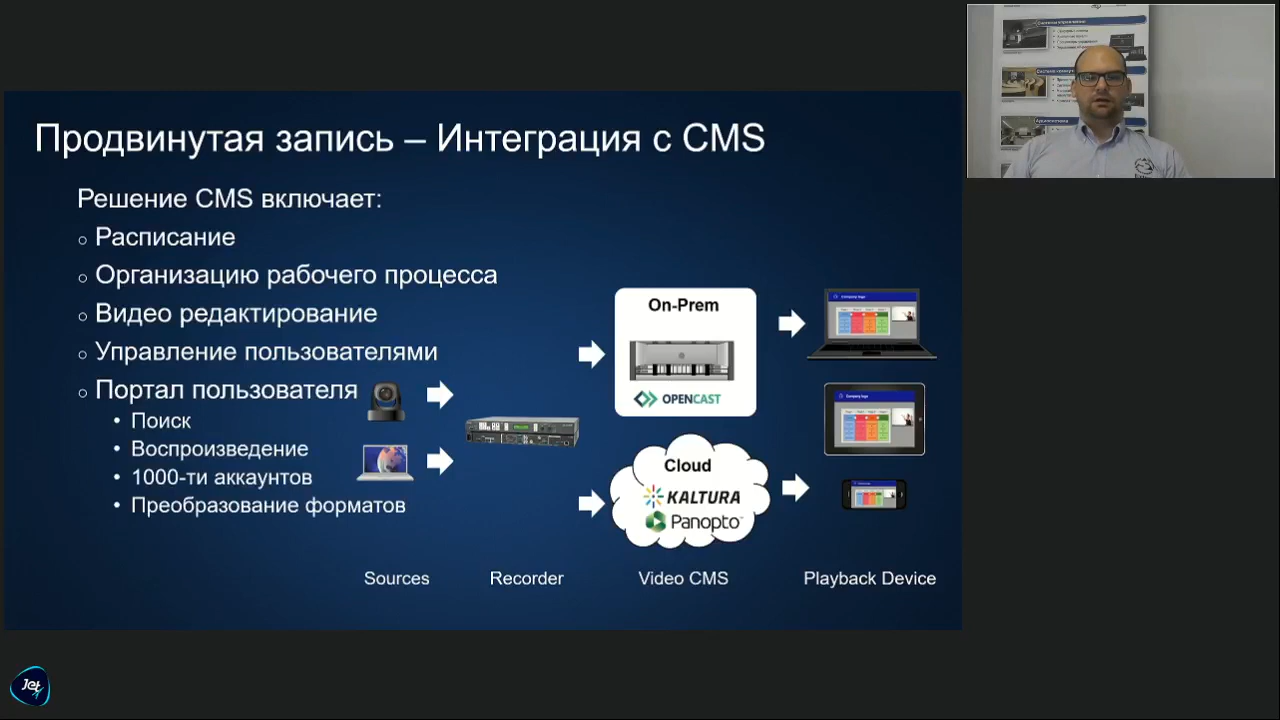 Продвинутая запись – Интеграция с CMS
Решение CMS включает:
Расписание
Организацию рабочего процесса
Видео редактирование
Управление пользователями
Портал пользователя
• Поиск
• Воспроизведение
• 1000-ти аккаунтов
• Преобразование форматов
On-Prem
OPENCAST
Cloud
KALTURA
Panopto
Sources
Recorder
Video CMS
Playback Device
Jet